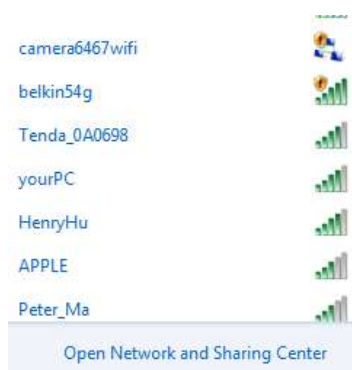 camera6467wifi
belkin54g
Tenda_0A0698
yourPC
HenryHu
APPLE
Peter_Ma
Open Network and Sharing Center